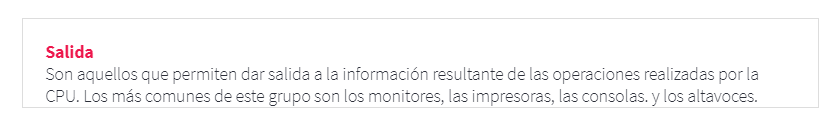 Salida
Son aquellos que permiten dar salida a la información resultante de las operaciones realizadas por la
CPU. Los más comunes de este grupo son los monitores, las impresoras, las consolas. y los altavoces.